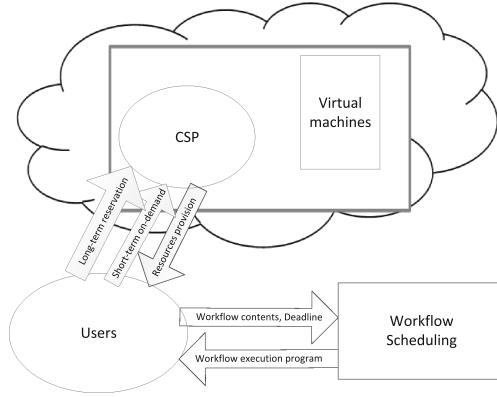 Virtual
machines
CSP
Long-term reservation
Short-term on-demand
Resources provision
Users
Workflow contents, Deadline
Workflow execution program
Workflow
Scheduling